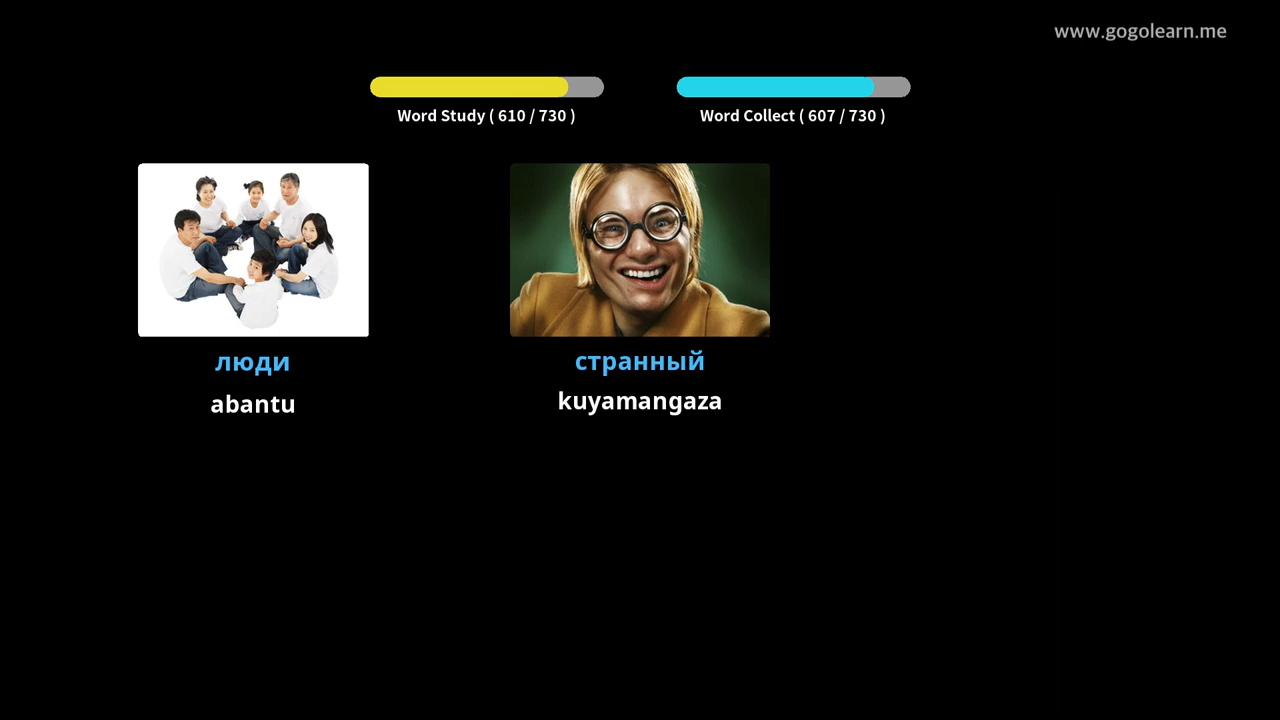 www.gogolearn.me
Word Study ( 610 / 730 )
Word Collect ( 607 / 730 )
люди
abantu
странный
kuyamangaza